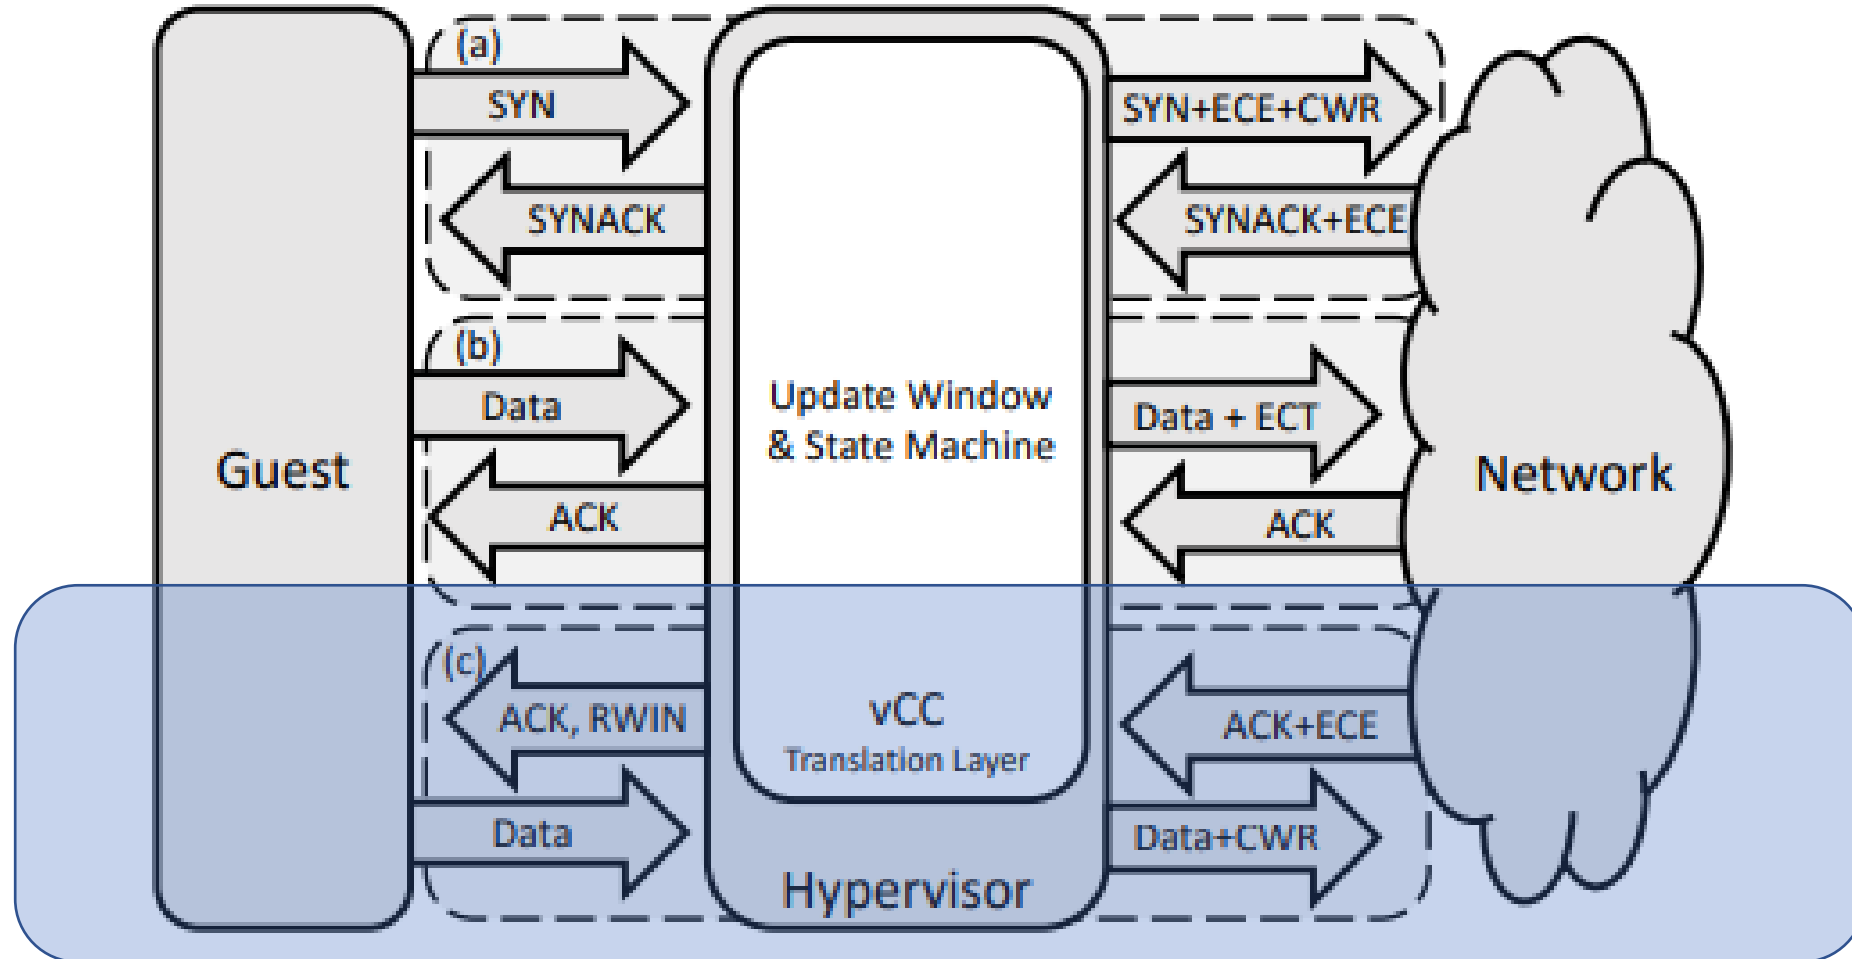 (a)
SYN
SYN+ECE+CWR
SYNACK
SYNACK+ECE
(b)
Data
Data + ECT
Update Window
& State Machine
Guest
Network
ACK
ACK
(c)
ACK, RWIN
vCC
Translation Layer
ACK+ECE
Data
Data+CWR
Hypervisor